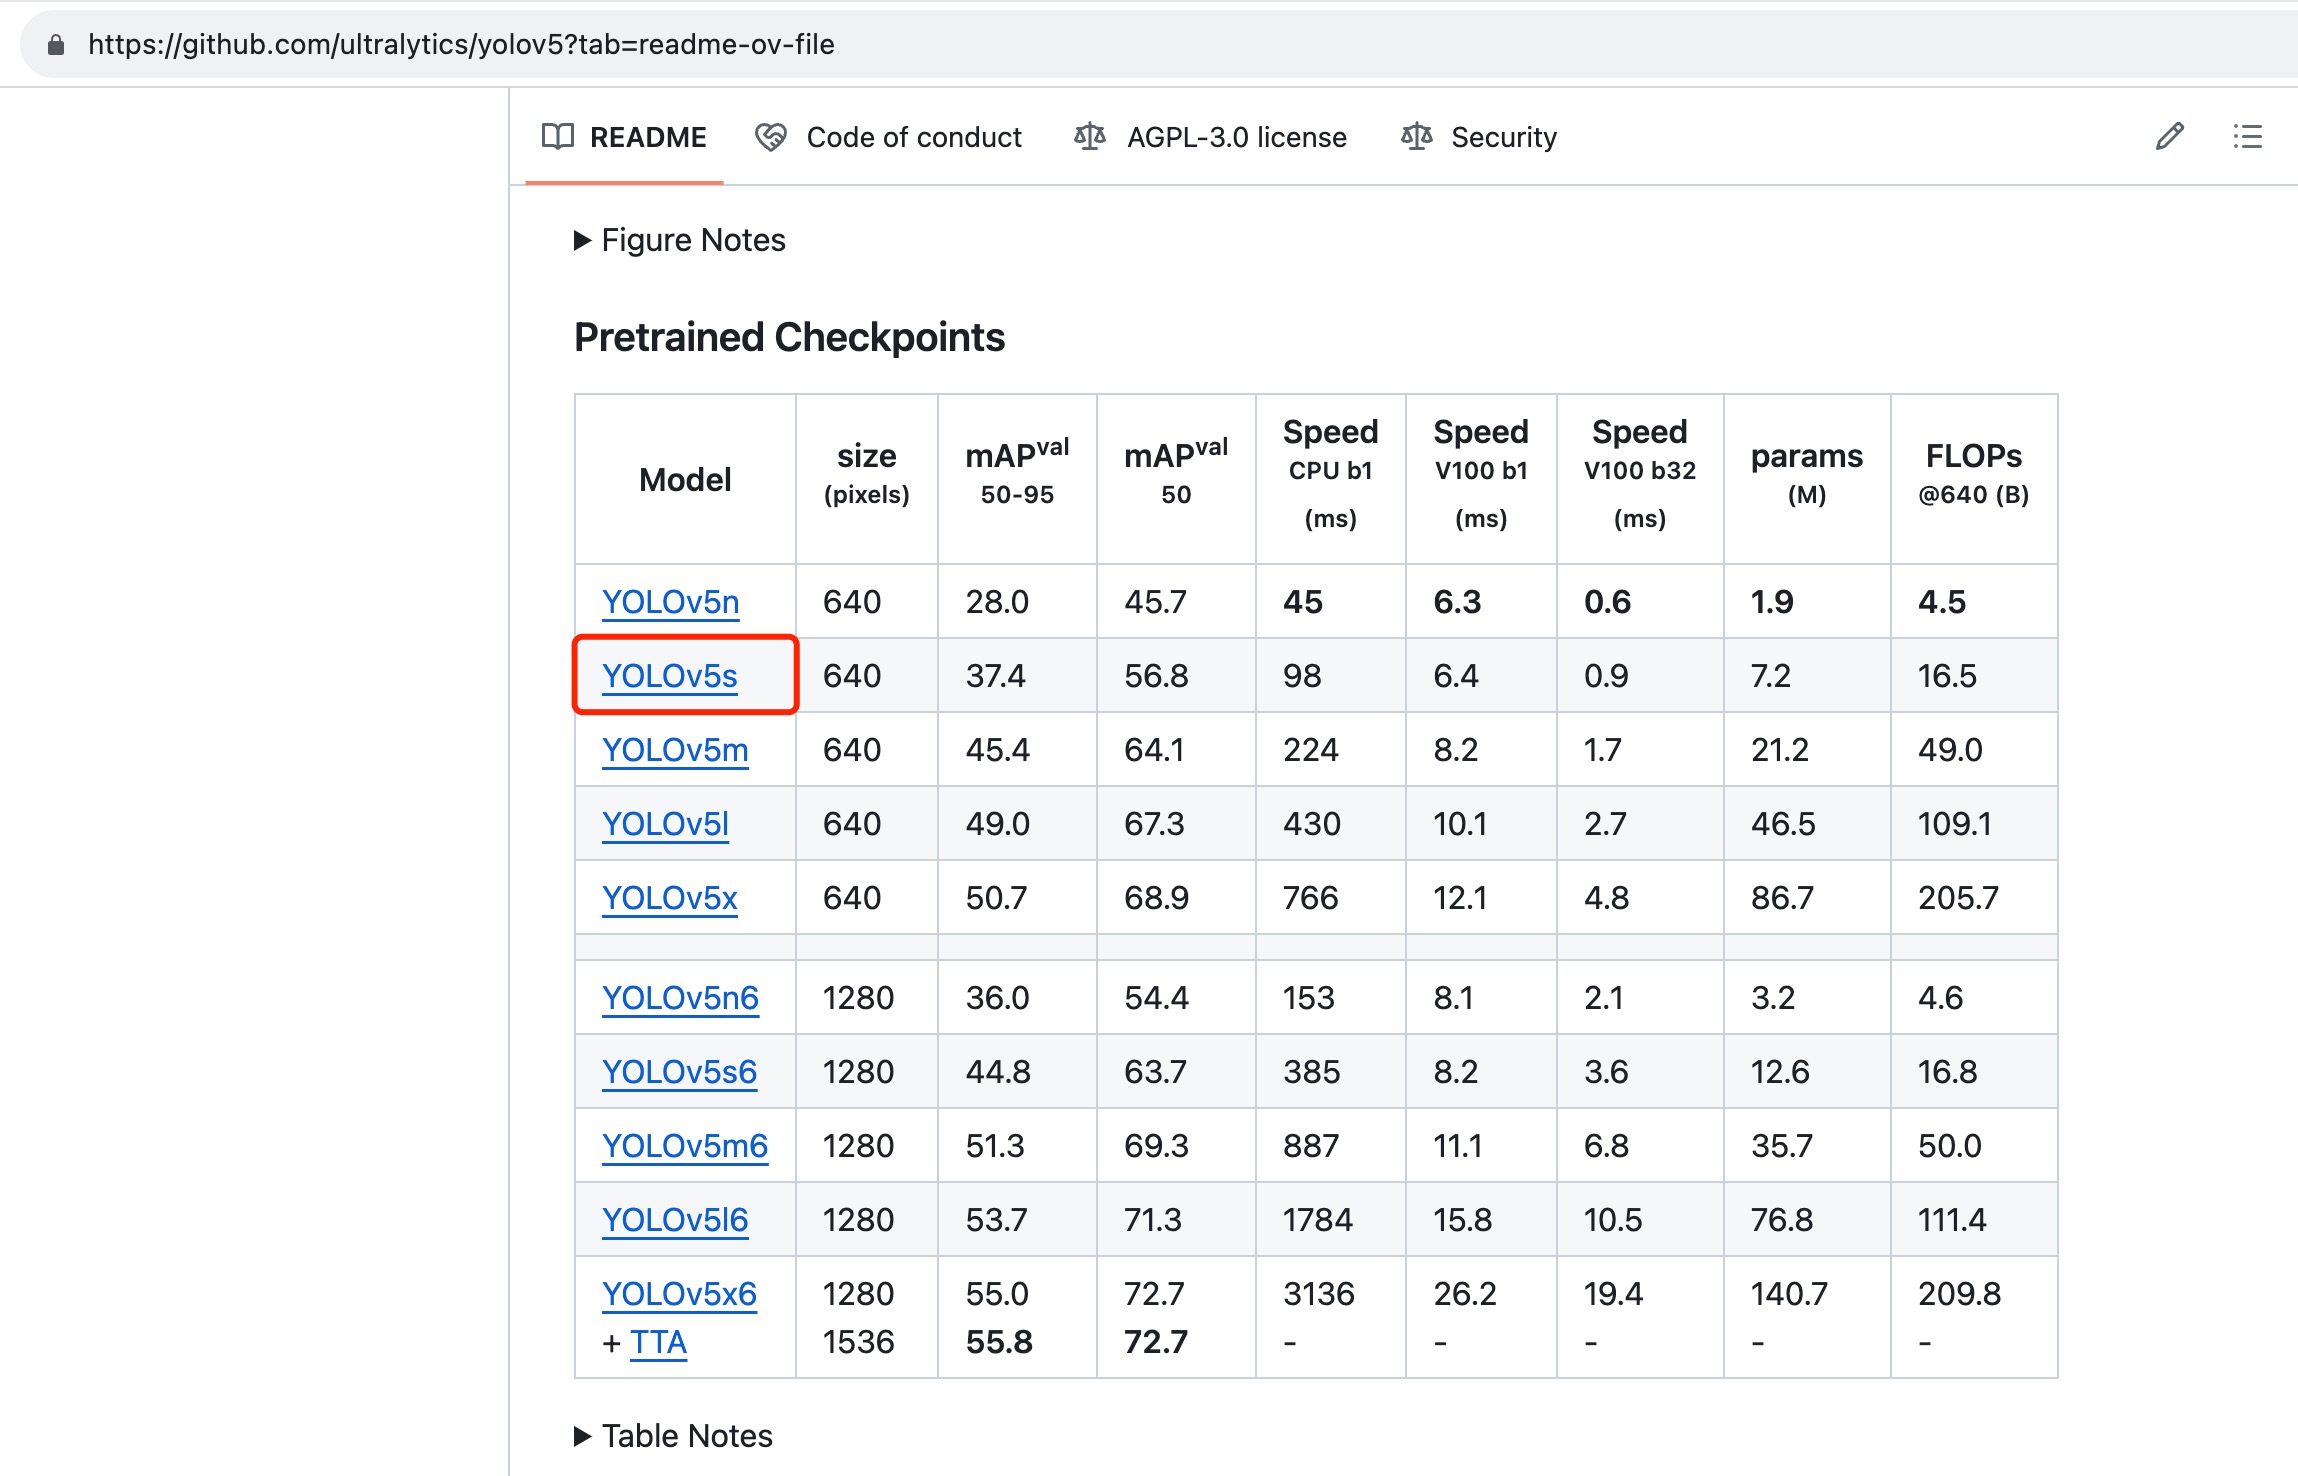 https://github.com/ultralytics/yolov5?tab=readme-ov-file
README Code of conduct AGPL-3.0 license Security
▶ Figure Notes
Pretrained Checkpoints
Model size (pixels) mAPval 50-95 mAPval 50 Speed CPU b1 (ms) Speed V100 b1 (ms) Speed V100 b32 (ms) params (M) FLOPs @640 (B)
YOLOv5n 640 28.0 45.7 45 6.3 0.6 1.9 4.5
YOLOv5s 640 37.4 56.8 98 6.4 0.9 7.2 16.5
YOLOv5m 640 45.4 64.1 224 8.2 1.7 21.2 49.0
YOLOv5l 640 49.0 67.3 430 10.1 2.7 46.5 109.1
YOLOv5x 640 50.7 68.9 766 12.1 4.8 86.7 205.7
YOLOv5n6 1280 36.0 54.4 153 8.1 2.1 3.2 4.6
YOLOv5s6 1280 44.8 63.7 385 8.2 3.6 12.6 16.8
YOLOv5m6 1280 51.3 69.3 887 11.1 6.8 35.7 50.0
YOLOv5l6 1280 53.7 71.3 1784 15.8 10.5 76.8 111.4
YOLOv5x6 1280 55.0 72.7 3136 26.2 19.4 140.7 209.8
+ TTA 1536 55.8 72.7 - - - - -
▶ Table Notes